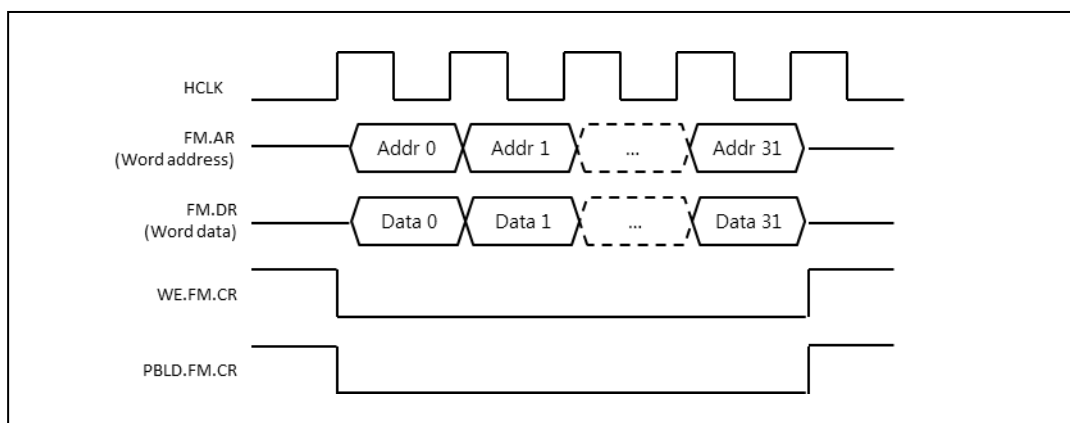 HCLK
FM.AR
(Word address)
Addr 0
Addr 1
...
Addr 31
FM.DR
(Word data)
Data 0
Data 1
...
Data 31
WE.FM.CR
PBLD.FM.CR